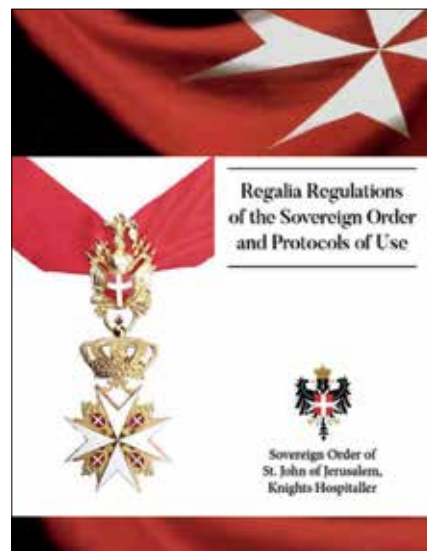 Regalia Regulations
of the Sovereign Order
and Protocols of Use
Sovereign Order of
St. John of Jerusalem,
Knights Hospitaller